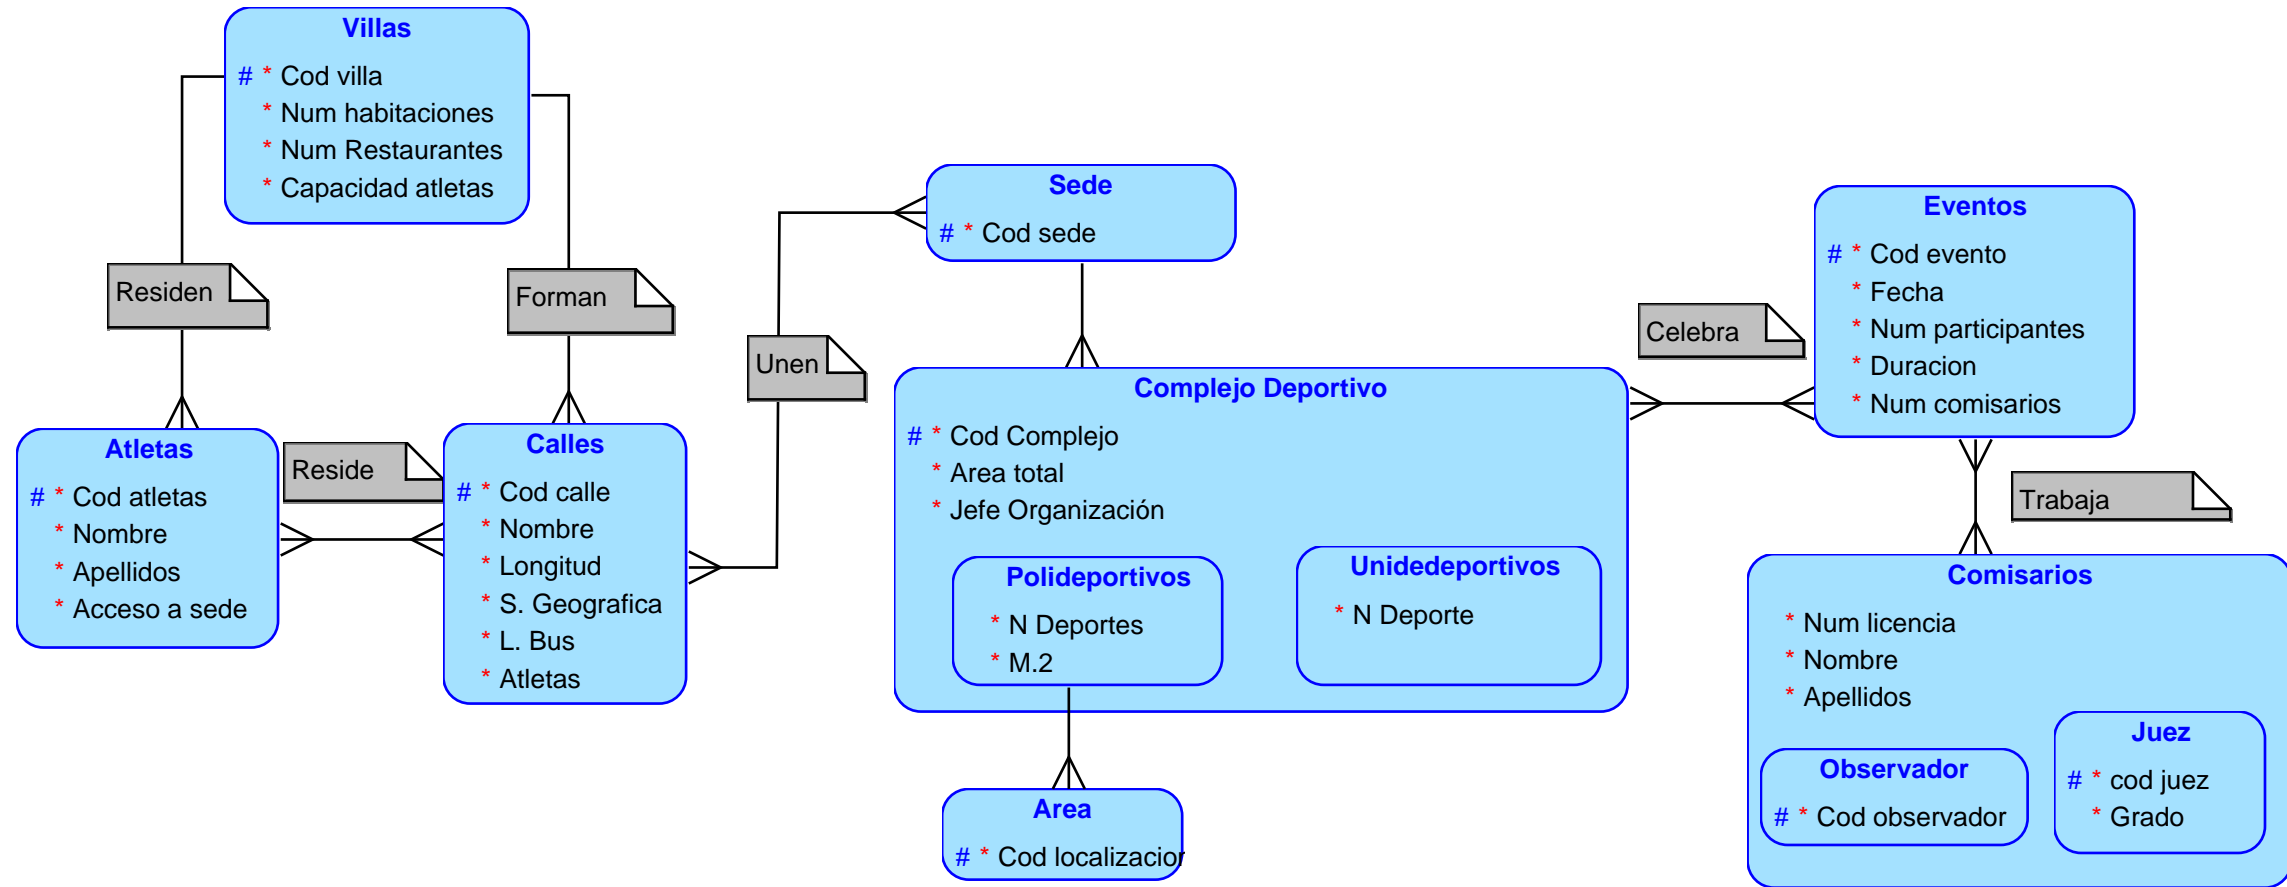 Villas
# * Cod villa
* Num habitaciones
* Num Restaurantes
* Capacidad atletas
Residen
Forman
Atletas
# * Cod atletas
* Nombre
* Apellidos
* Acceso a sede
Reside
Calles
# * Cod calle
* Nombre
* Longitud
* S. Geografica
* L. Bus
* Atletas
Unen
Sede
# * Cod sede
Complejo Deportivo
# * Cod Complejo
* Area total
* Jefe Organización
Polideportivos
* N Deportes
* M.2
Unidedeportivos
* N Deporte
Area
# * Cod localizacior
Celebra
Eventos
# * Cod evento
* Fecha
* Num participantes
* Duracion
* Num comisarios
Trabaja
Comisarios
* Num licencia
* Nombre
* Apellidos
Observador
# * Cod observador
Juez
# * cod juez
* Grado